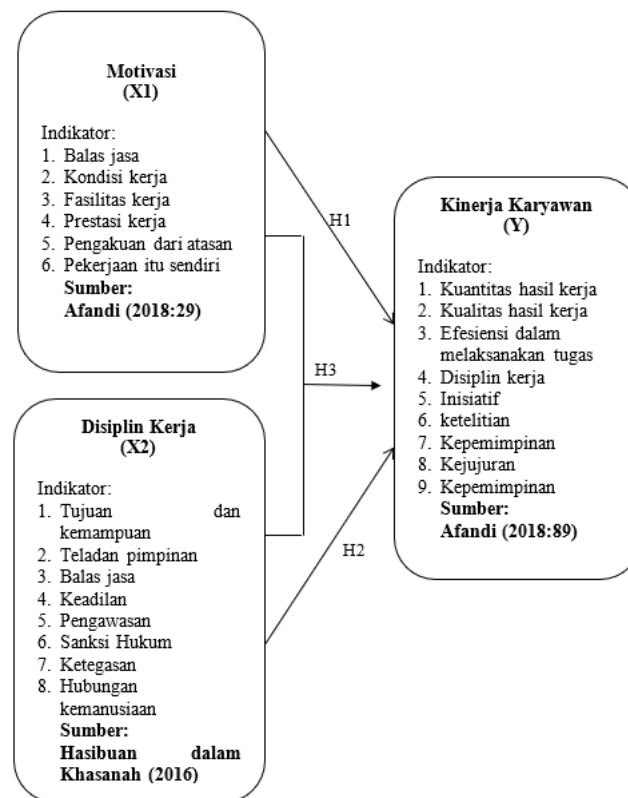 Motivasi
(X1)
Indikator:
1. Balas jasa
2. Kondisi kerja
3. Fasilitas kerja
4. Prestasi kerja
5. Pengakuan dari atasan
6. Pekerjaan itu sendiri
Sumber:
Afandi (2018:29)
H1
H3
H2
Disiplin Kerja
(X2)
Indikator:
1. Tujuan dan
kemampuan
2. Teladan pimpinan
3. Balas jasa
4. Keadilan
5. Pengawasan
6. Sanksi Hukum
7. Ketegasan
8. Hubungan
kemanusiaan
Sumber:
Hasibuan dalam
Khasanah (2016)
Kinerja Karyawan
(Y)
Indikator:
1. Kuantitas hasil kerja
2. Kualitas hasil kerja
3. Efesiensi dalam
melaksanakan tugas
4. Disiplin kerja
5. Inisiatif
6. ketelitian
7. Kepemimpinan
8. Kejujuran
9. Kepemimpinan
Sumber:
Afandi (2018:89)